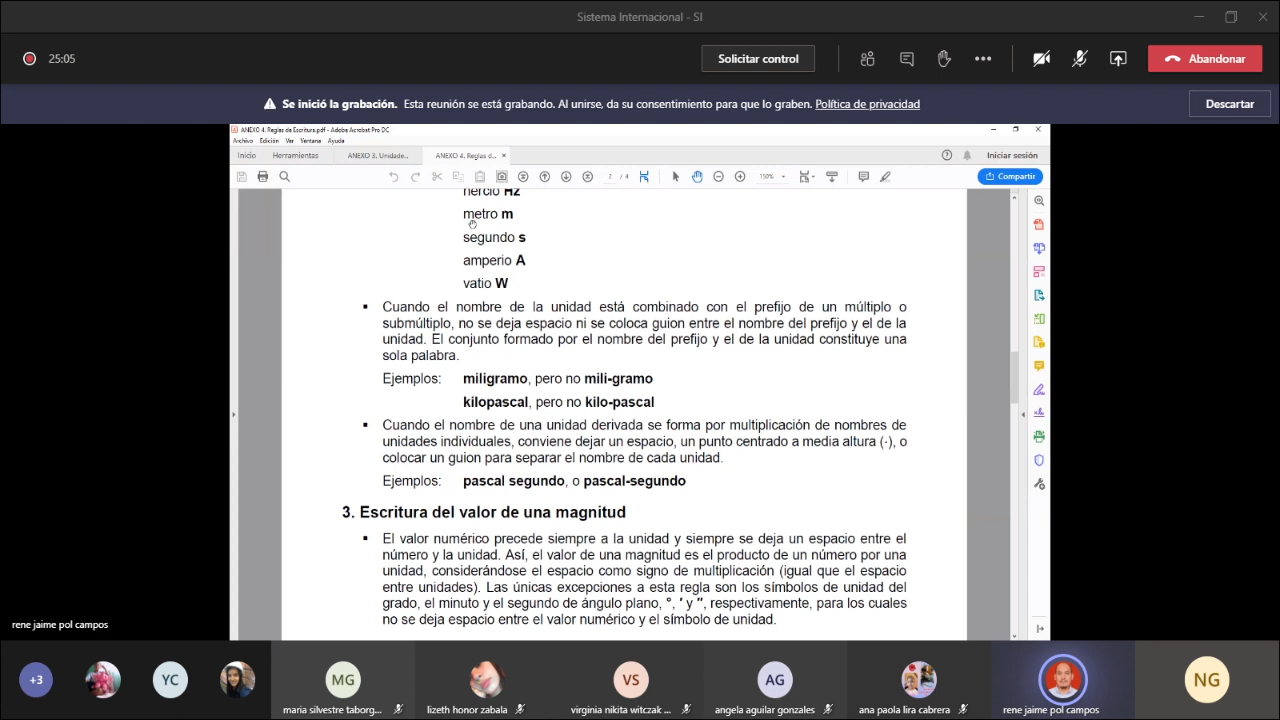 Sistema Internacional - SI
25:05
Solicitar control
Abandonar
Se inició la grabación. Esta reunión se está grabando. Al unirse, da su consentimiento para que lo graben. Política de privacidad
Descartar
ANEXO 4. Reglas de Escritura.pdf - Adobe Acrobat Pro DC
Archivo Edición Ver Ventana Ayuda
Inicio Herramientas ANEXO 3. Unidade... ANEXO 4. Reglas d... × Iniciar sesión
2 / 4 150% Compartir
hercio Hz
metro m
segundo s
amperio A
vatio W
▪ Cuando el nombre de la unidad está combinado con el prefijo de un múltiplo o
submúltiplo, no se deja espacio ni se coloca guion entre el nombre del prefijo y el de la
unidad. El conjunto formado por el nombre del prefijo y el de la unidad constituye una
sola palabra.
Ejemplos: miligramo, pero no mili-gramo
kilopascal, pero no kilo-pascal
▪ Cuando el nombre de una unidad derivada se forma por multiplicación de nombres de
unidades individuales, conviene dejar un espacio, un punto centrado a media altura (·), o
colocar un guion para separar el nombre de cada unidad.
Ejemplos: pascal segundo, o pascal-segundo
3. Escritura del valor de una magnitud
▪ El valor numérico precede siempre a la unidad y siempre se deja un espacio entre el
número y la unidad. Así, el valor de una magnitud es el producto de un número por una
unidad, considerándose el espacio como signo de multiplicación (igual que el espacio
entre unidades). Las únicas excepciones a esta regla son los símbolos de unidad del
grado, el minuto y el segundo de ángulo plano, °, ′ y ″, respectivamente, para los cuales
no se deja espacio entre el valor numérico y el símbolo de unidad.
rene jaime pol campos
+3 YC MG VS AG NG
maria silvestre taborg... lizeth honor zabala virginia nikita witczak ... angela aguilar gonzales ana paola lira cabrera rene jaime pol campos